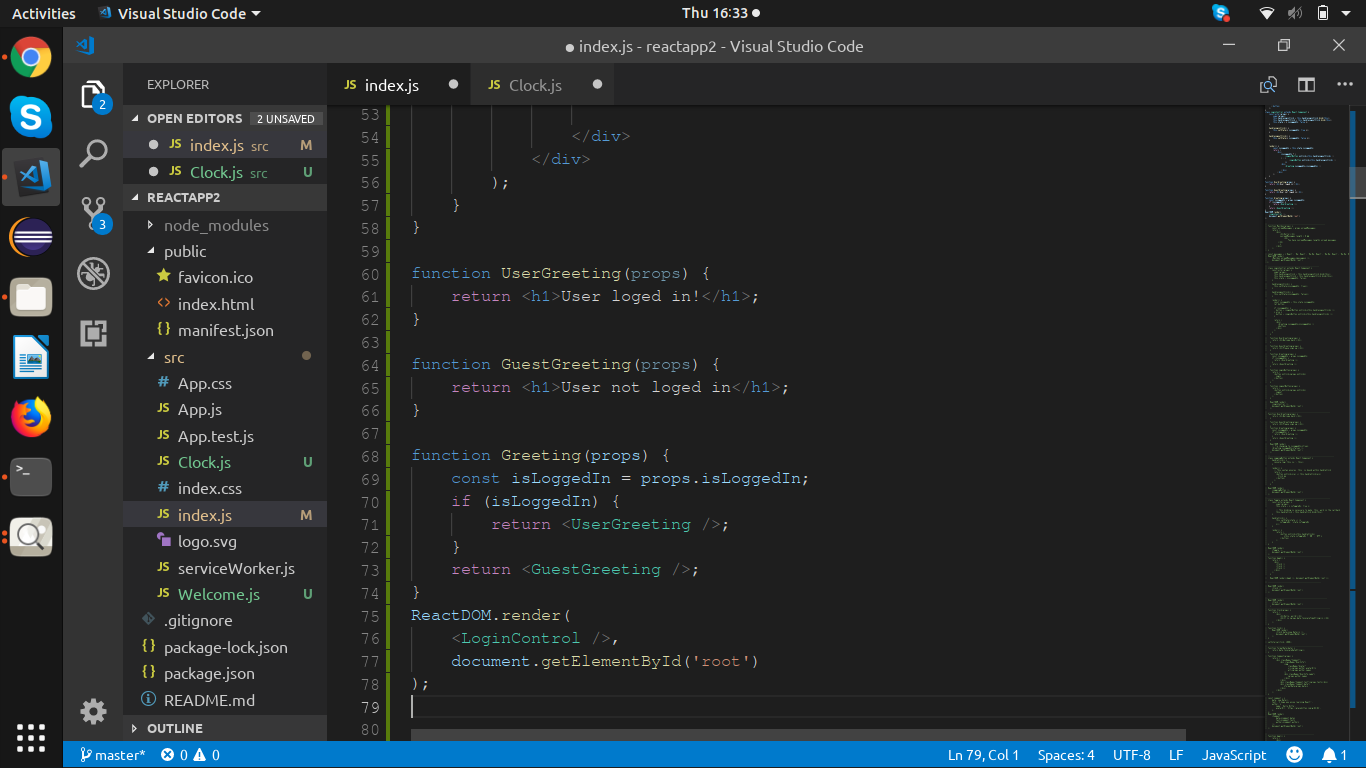 Activities Visual Studio Code Thu 16:33
index.js - reactapp2 - Visual Studio Code
EXPLORER
OPEN EDITORS 2 UNSAVED
JS index.js src M
JS Clock.js src U
REACTAPP2
node_modules
public
favicon.ico
<> index.html
{} manifest.json
src
# App.css
JS App.js
JS App.test.js
JS Clock.js U
# index.css
JS index.js M
logo.svg
JS serviceWorker.js
JS Welcome.js U
.gitignore
{} package-lock.json
{} package.json
README.md
OUTLINE
2
3
JS index.js JS Clock.js
53
54 </div>
55 </div>
56 );
57 }
58 }
59
60 function UserGreeting(props) {
61 return <h1>User loged in!</h1>;
62 }
63
64 function GuestGreeting(props) {
65 return <h1>User not loged in</h1>;
66 }
67
68 function Greeting(props) {
69 const isLoggedIn = props.isLoggedIn;
70 if (isLoggedIn) {
71 return <UserGreeting />;
72 }
73 return <GuestGreeting />;
74 }
75 ReactDOM.render(
76 <LoginControl />,
77 document.getElementById('root')
78 );
79
80
master* 0 0 Ln 79, Col 1 Spaces: 4 UTF-8 LF JavaScript 1